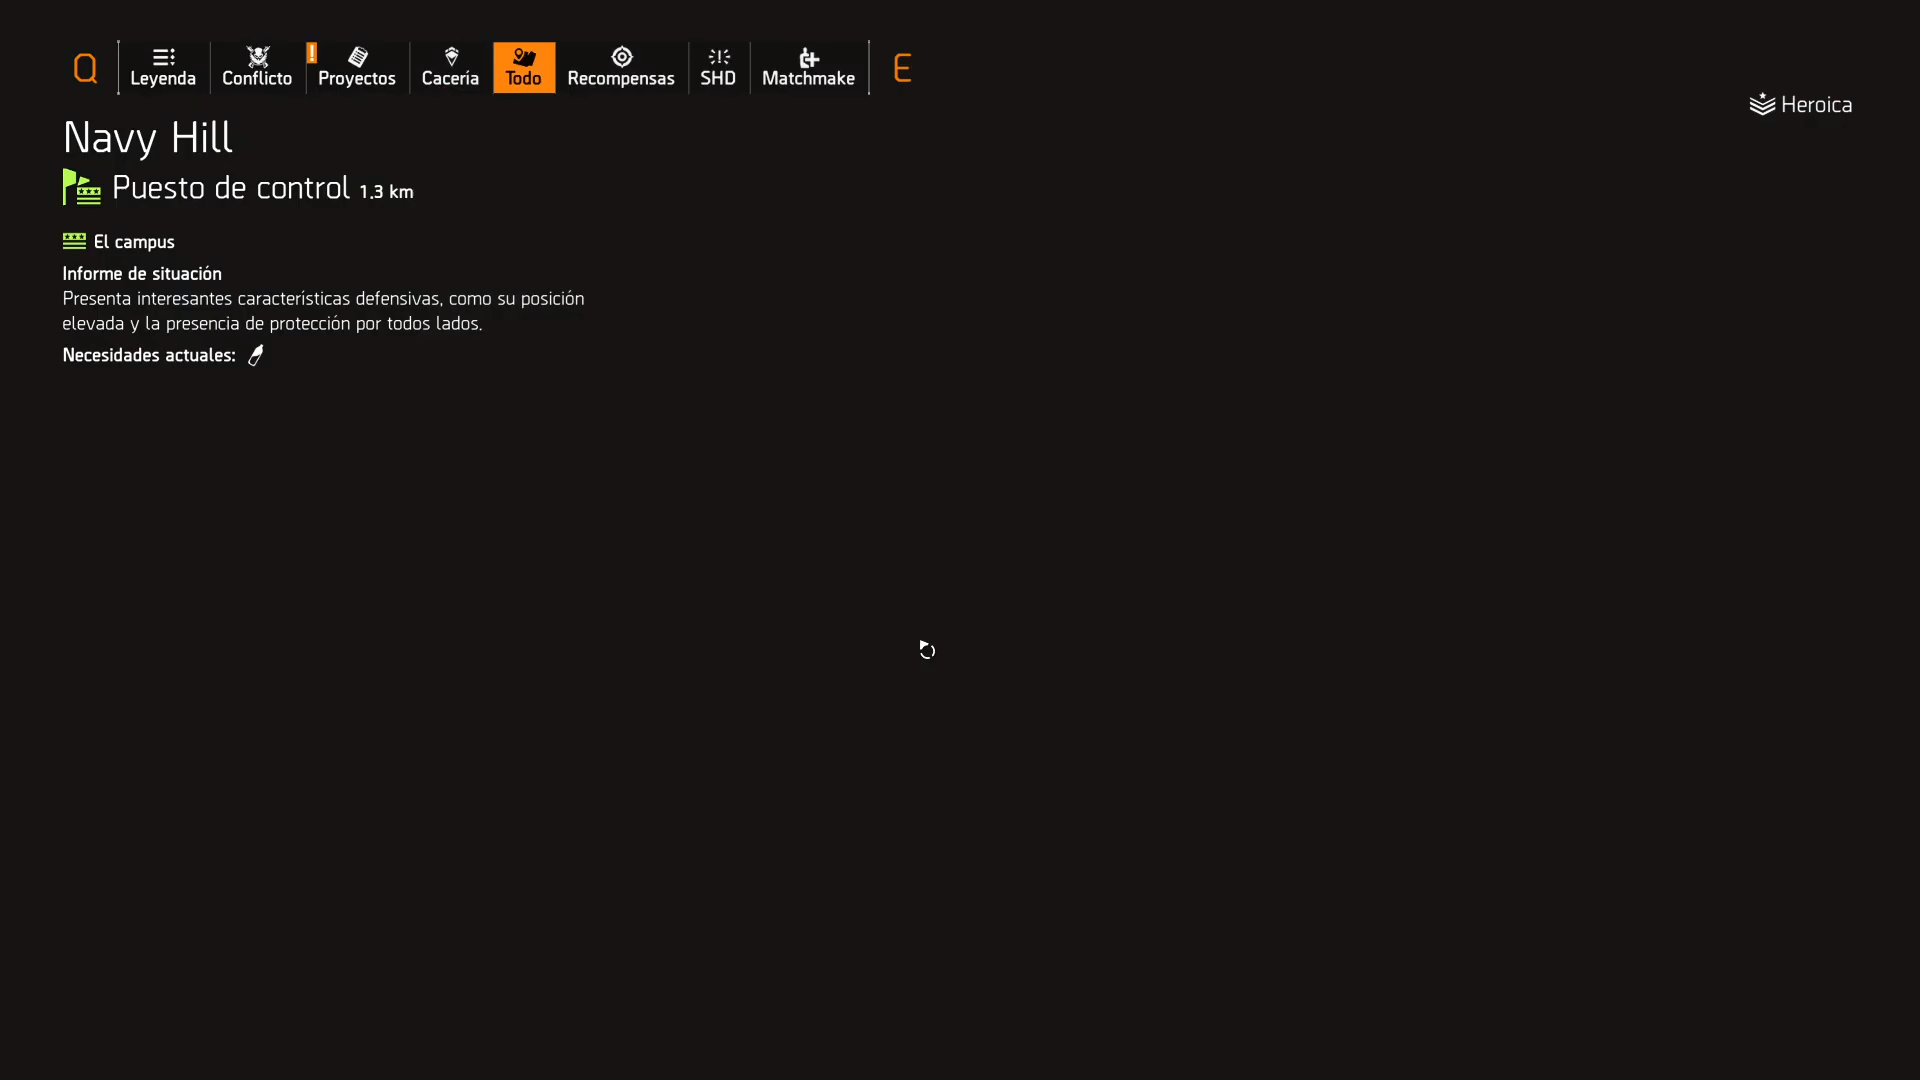 Q
Leyenda
Conflicto
!
Proyectos
Cacería
Todo
Recompensas
SHD
Matchmake
E
Heroica
Navy Hill
Puesto de control 1.3 km
El campus
Informe de situación
Presenta interesantes características defensivas, como su posición
elevada y la presencia de protección por todos lados.
Necesidades actuales: